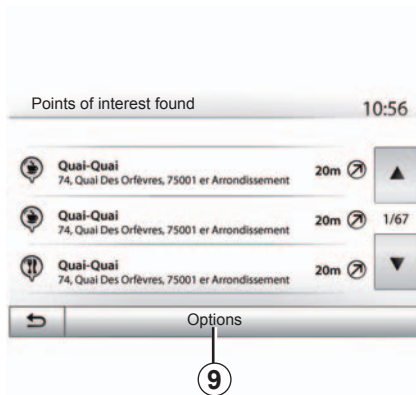 Points of interest found 10:56
Quai-Quai
74, Quai Des Orfèvres, 75001 er Arrondissement 20m
Quai-Quai
74, Quai Des Orfèvres, 75001 er Arrondissement 20m 1/67
Quai-Quai
74, Quai Des Orfèvres, 75001 er Arrondissement 20m
Options
9